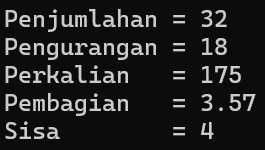 Penjumlahan = 32
Pengurangan = 18
Perkalian   = 175
Pembagian   = 3.57
Sisa        = 4